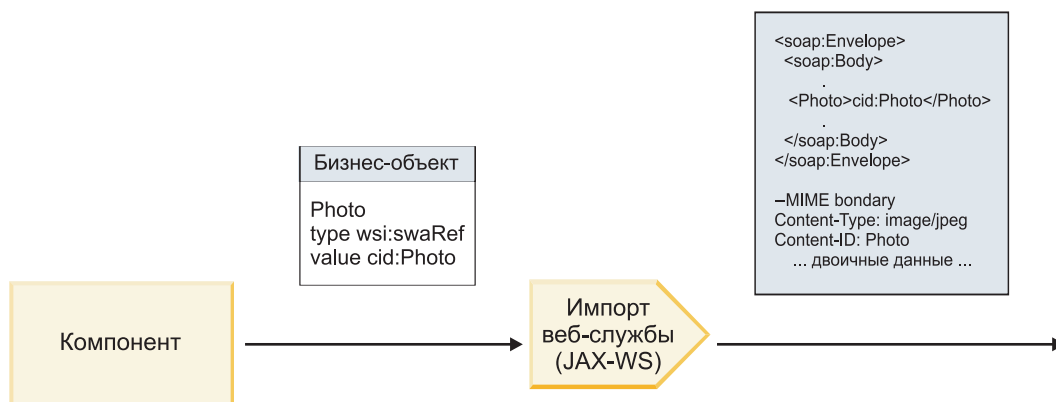 Компонент
Бизнес-объект
Photo
type wsi:swaRef
value cid:Photo
Импорт
веб-службы
(JAX-WS)
<soap:Envelope>
<soap:Body>
.
<Photo>cid:Photo</Photo>
.
</soap:Body>
</soap:Envelope>
–MIME bondary
Content-Type: image/jpeg
Content-ID: Photo
... двоичные данные ...